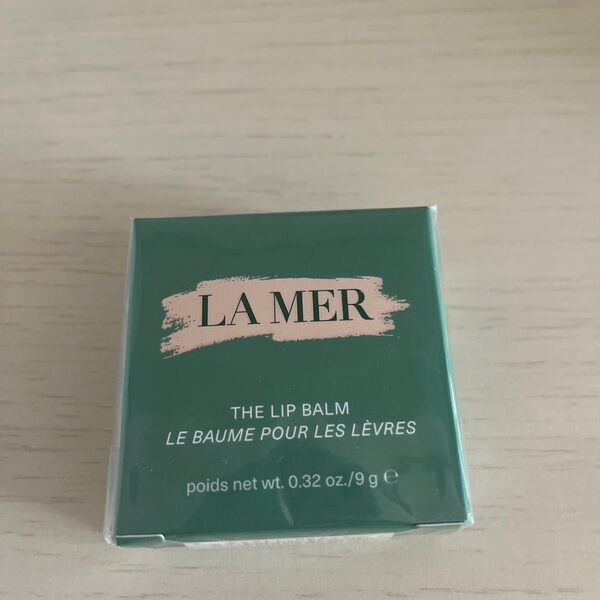 LA MER
THE LIP BALM
LE BAUME POUR LES LÈVRES
poids net wt. 0.32 oz./9 g ℮